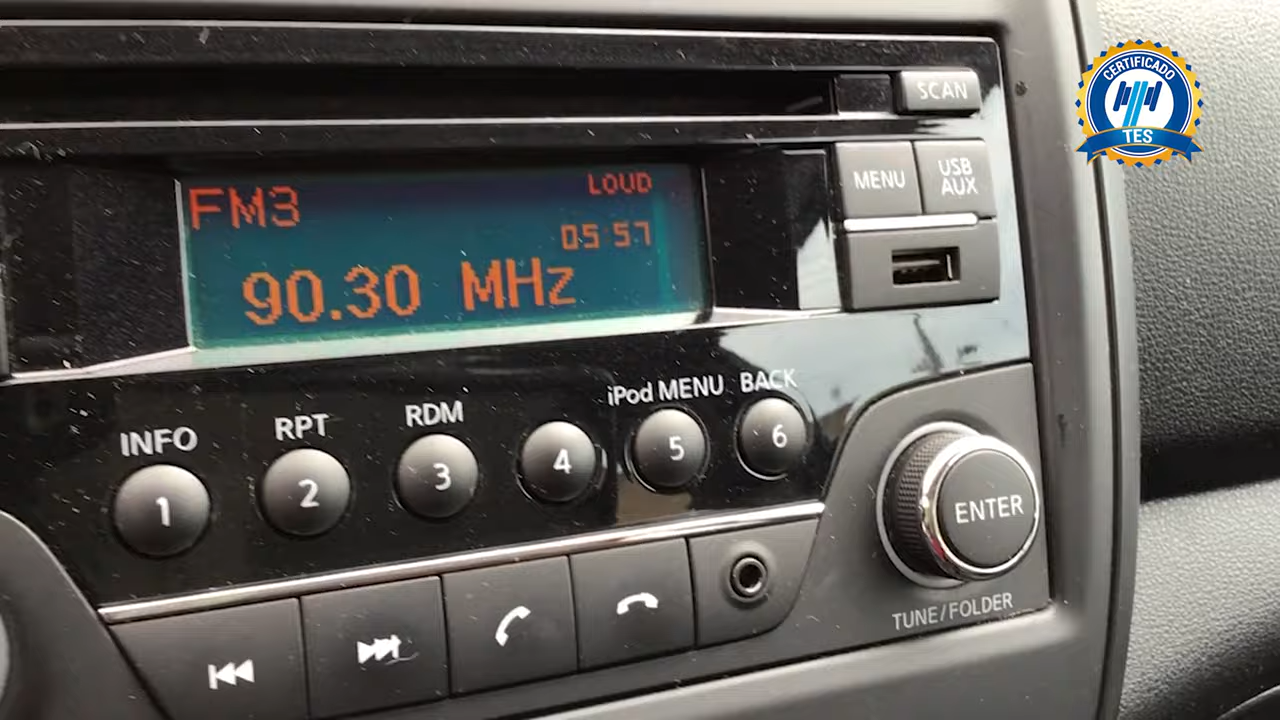 CERTIFICADO
TES
SCAN
MENU
USB
AUX
FM3
LOUD
05:57
90.30 MHz
INFO
RPT
RDM
iPod MENU
BACK
1
2
3
4
5
6
ENTER
TUNE/FOLDER